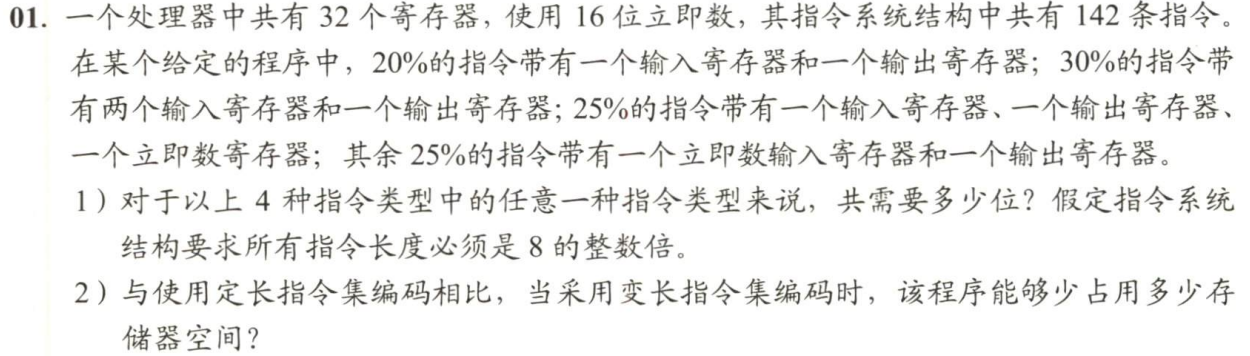 01. 一个处理器中共有 32 个寄存器，使用 16 位立即数，其指令系统结构中共有 142 条指令。
在某个给定的程序中，20%的指令带有一个输入寄存器和一个输出寄存器；30%的指令带
有两个输入寄存器和一个输出寄存器；25%的指令带有一个输入寄存器、一个输出寄存器、
一个立即数寄存器；其余 25%的指令带有一个立即数输入寄存器和一个输出寄存器。
1）对于以上 4 种指令类型中的任意一种指令类型来说，共需要多少位？假定指令系统
结构要求所有指令长度必须是 8 的整数倍。
2）与使用定长指令集编码相比，当采用变长指令集编码时，该程序能够少占用多少存
储器空间？